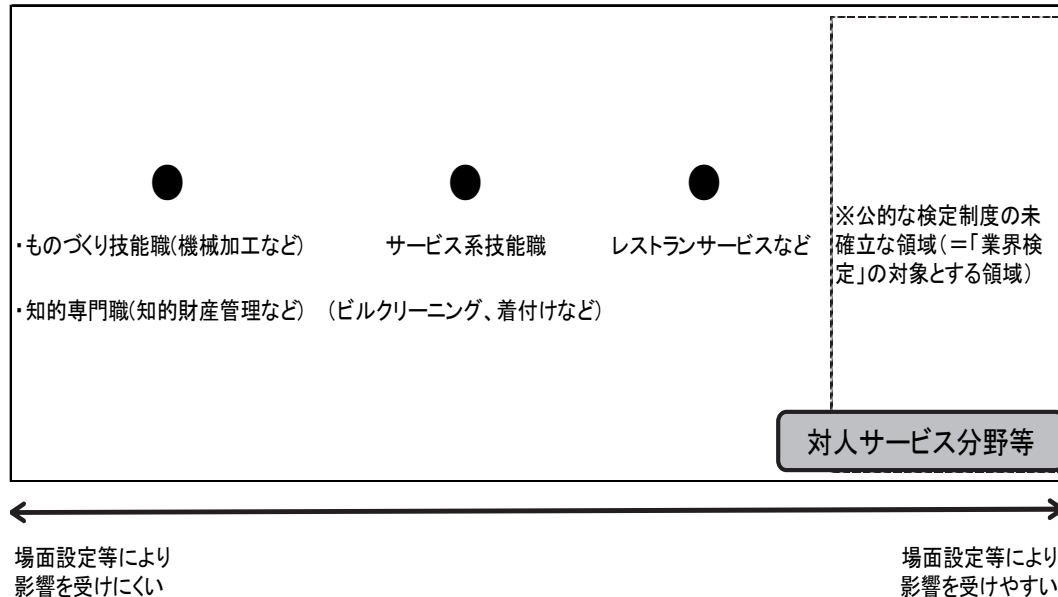 ・ものづくり技能職(機械加工など)
・知的専門職(知的財産管理など)
サービス系技能職
(ビルクリーニング、着付けなど)
レストランサービスなど
※公的な検定制度の未
確立な領域(=「業界検
定」の対象とする領域)
対人サービス分野等
場面設定等により
影響を受けにくい
場面設定等により
影響を受けやすい